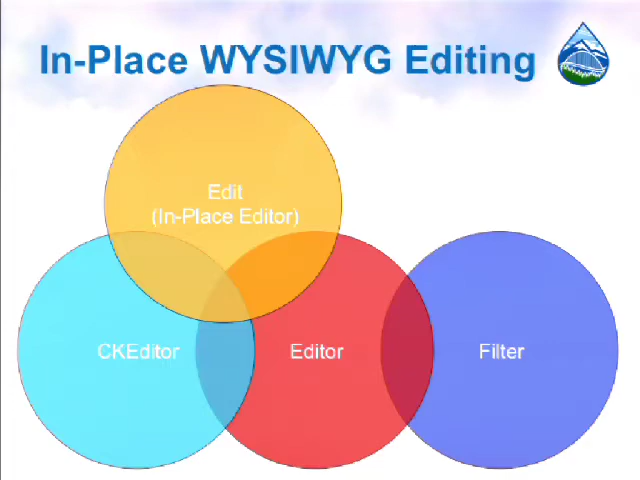 In-Place WYSIWYG Editing
Edit
(In-Place Editor)
CKEditor
Editor
Filter